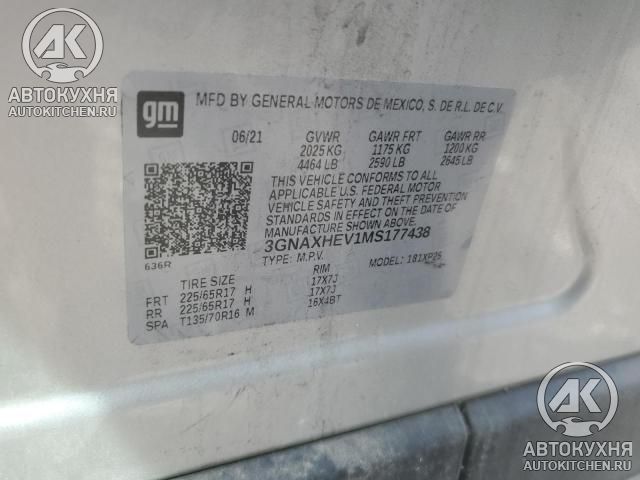 АВТОКУХНЯ
AUTOKITCHEN.RU
gm
MFD BY GENERAL MOTORS DE MEXICO, S. DE R.L. DE C.V.
06/21 GVWR GAWR FRT GAWR RR
2025 KG 1175 KG 1200 KG
4464 LB 2590 LB 2645 LB
THIS VEHICLE CONFORMS TO ALL
APPLICABLE U.S. FEDERAL MOTOR
VEHICLE SAFETY AND THEFT PREVENTION
STANDARDS IN EFFECT ON THE DATE OF
MANUFACTURE SHOWN ABOVE.
3GNAXHEV1MS177438
636R TYPE: M.P.V. MODEL: 181XP26
TIRE SIZE RIM
FRT 225/65R17 H 17X7J
RR 225/65R17 H 17X7J
SPA T135/70R16 M 16X4BT
АК
АВТОКУХНЯ
AUTOKITCHEN.RU